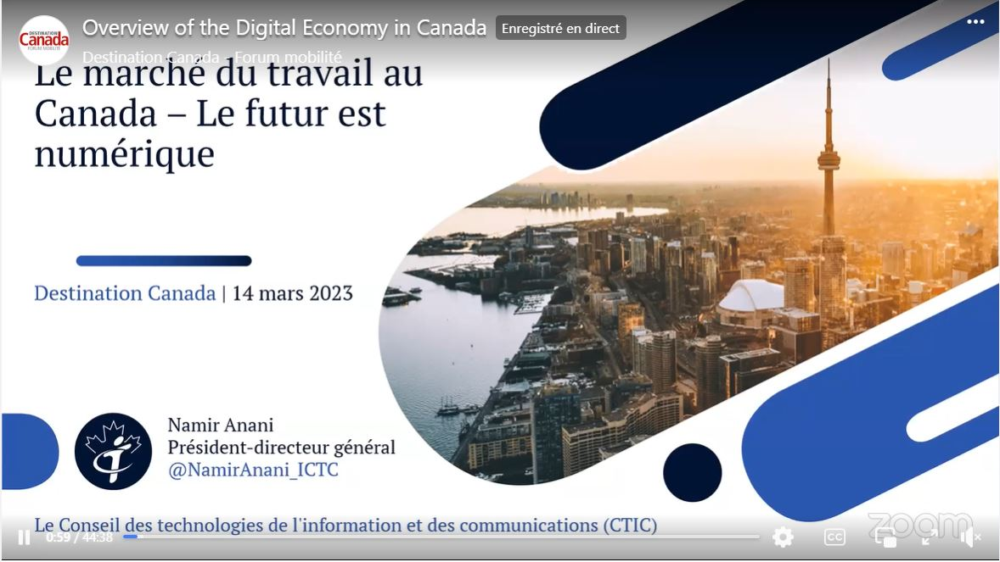 Overview of the Digital Economy in Canada Enregistré en direct
DESTINATION
Canada
FORUM MOBILITÉ
Destination Canada - Forum mobilité
Le marché du travail au
Canada – Le futur est
numérique
Destination Canada | 14 mars 2023
Namir Anani
Président-directeur général
@NamirAnani_ICTC
Le Conseil des technologies de l'information et des communications (CTIC)
0:59 / 44:38
CC
zoom